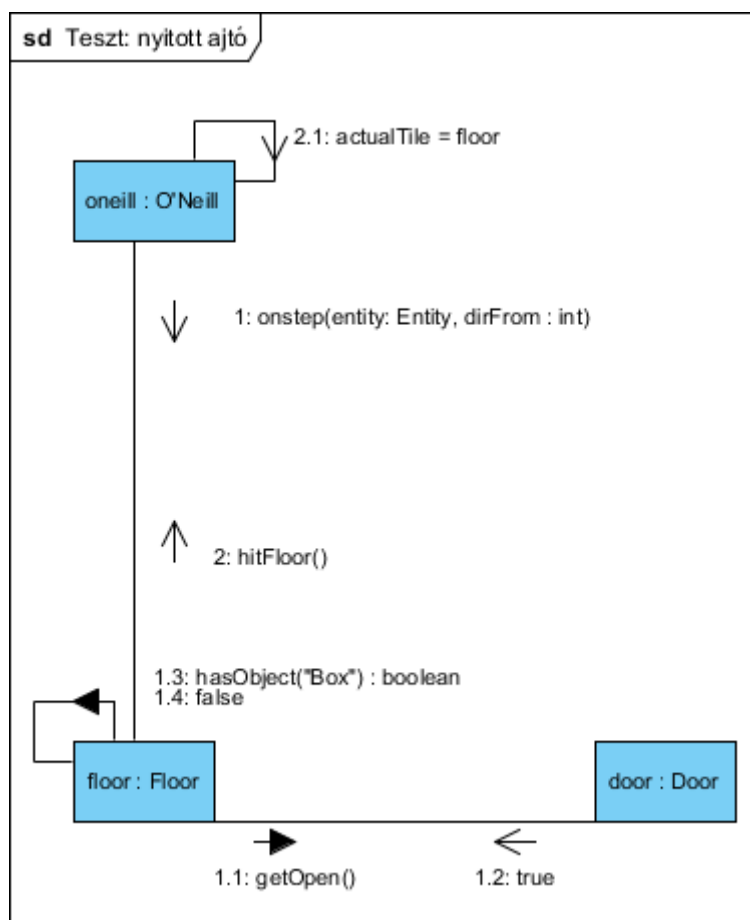 sd Teszt: nyitott ajtó
2.1: actualTile = floor
oneill : O"Neill
1: onstep(entity: Entity, dirFrom : int)
2: hitFloor()
1.3: hasObject("Box") : boolean
1.4: false
floor : Floor
door : Door
1.1: getOpen()
1.2: true